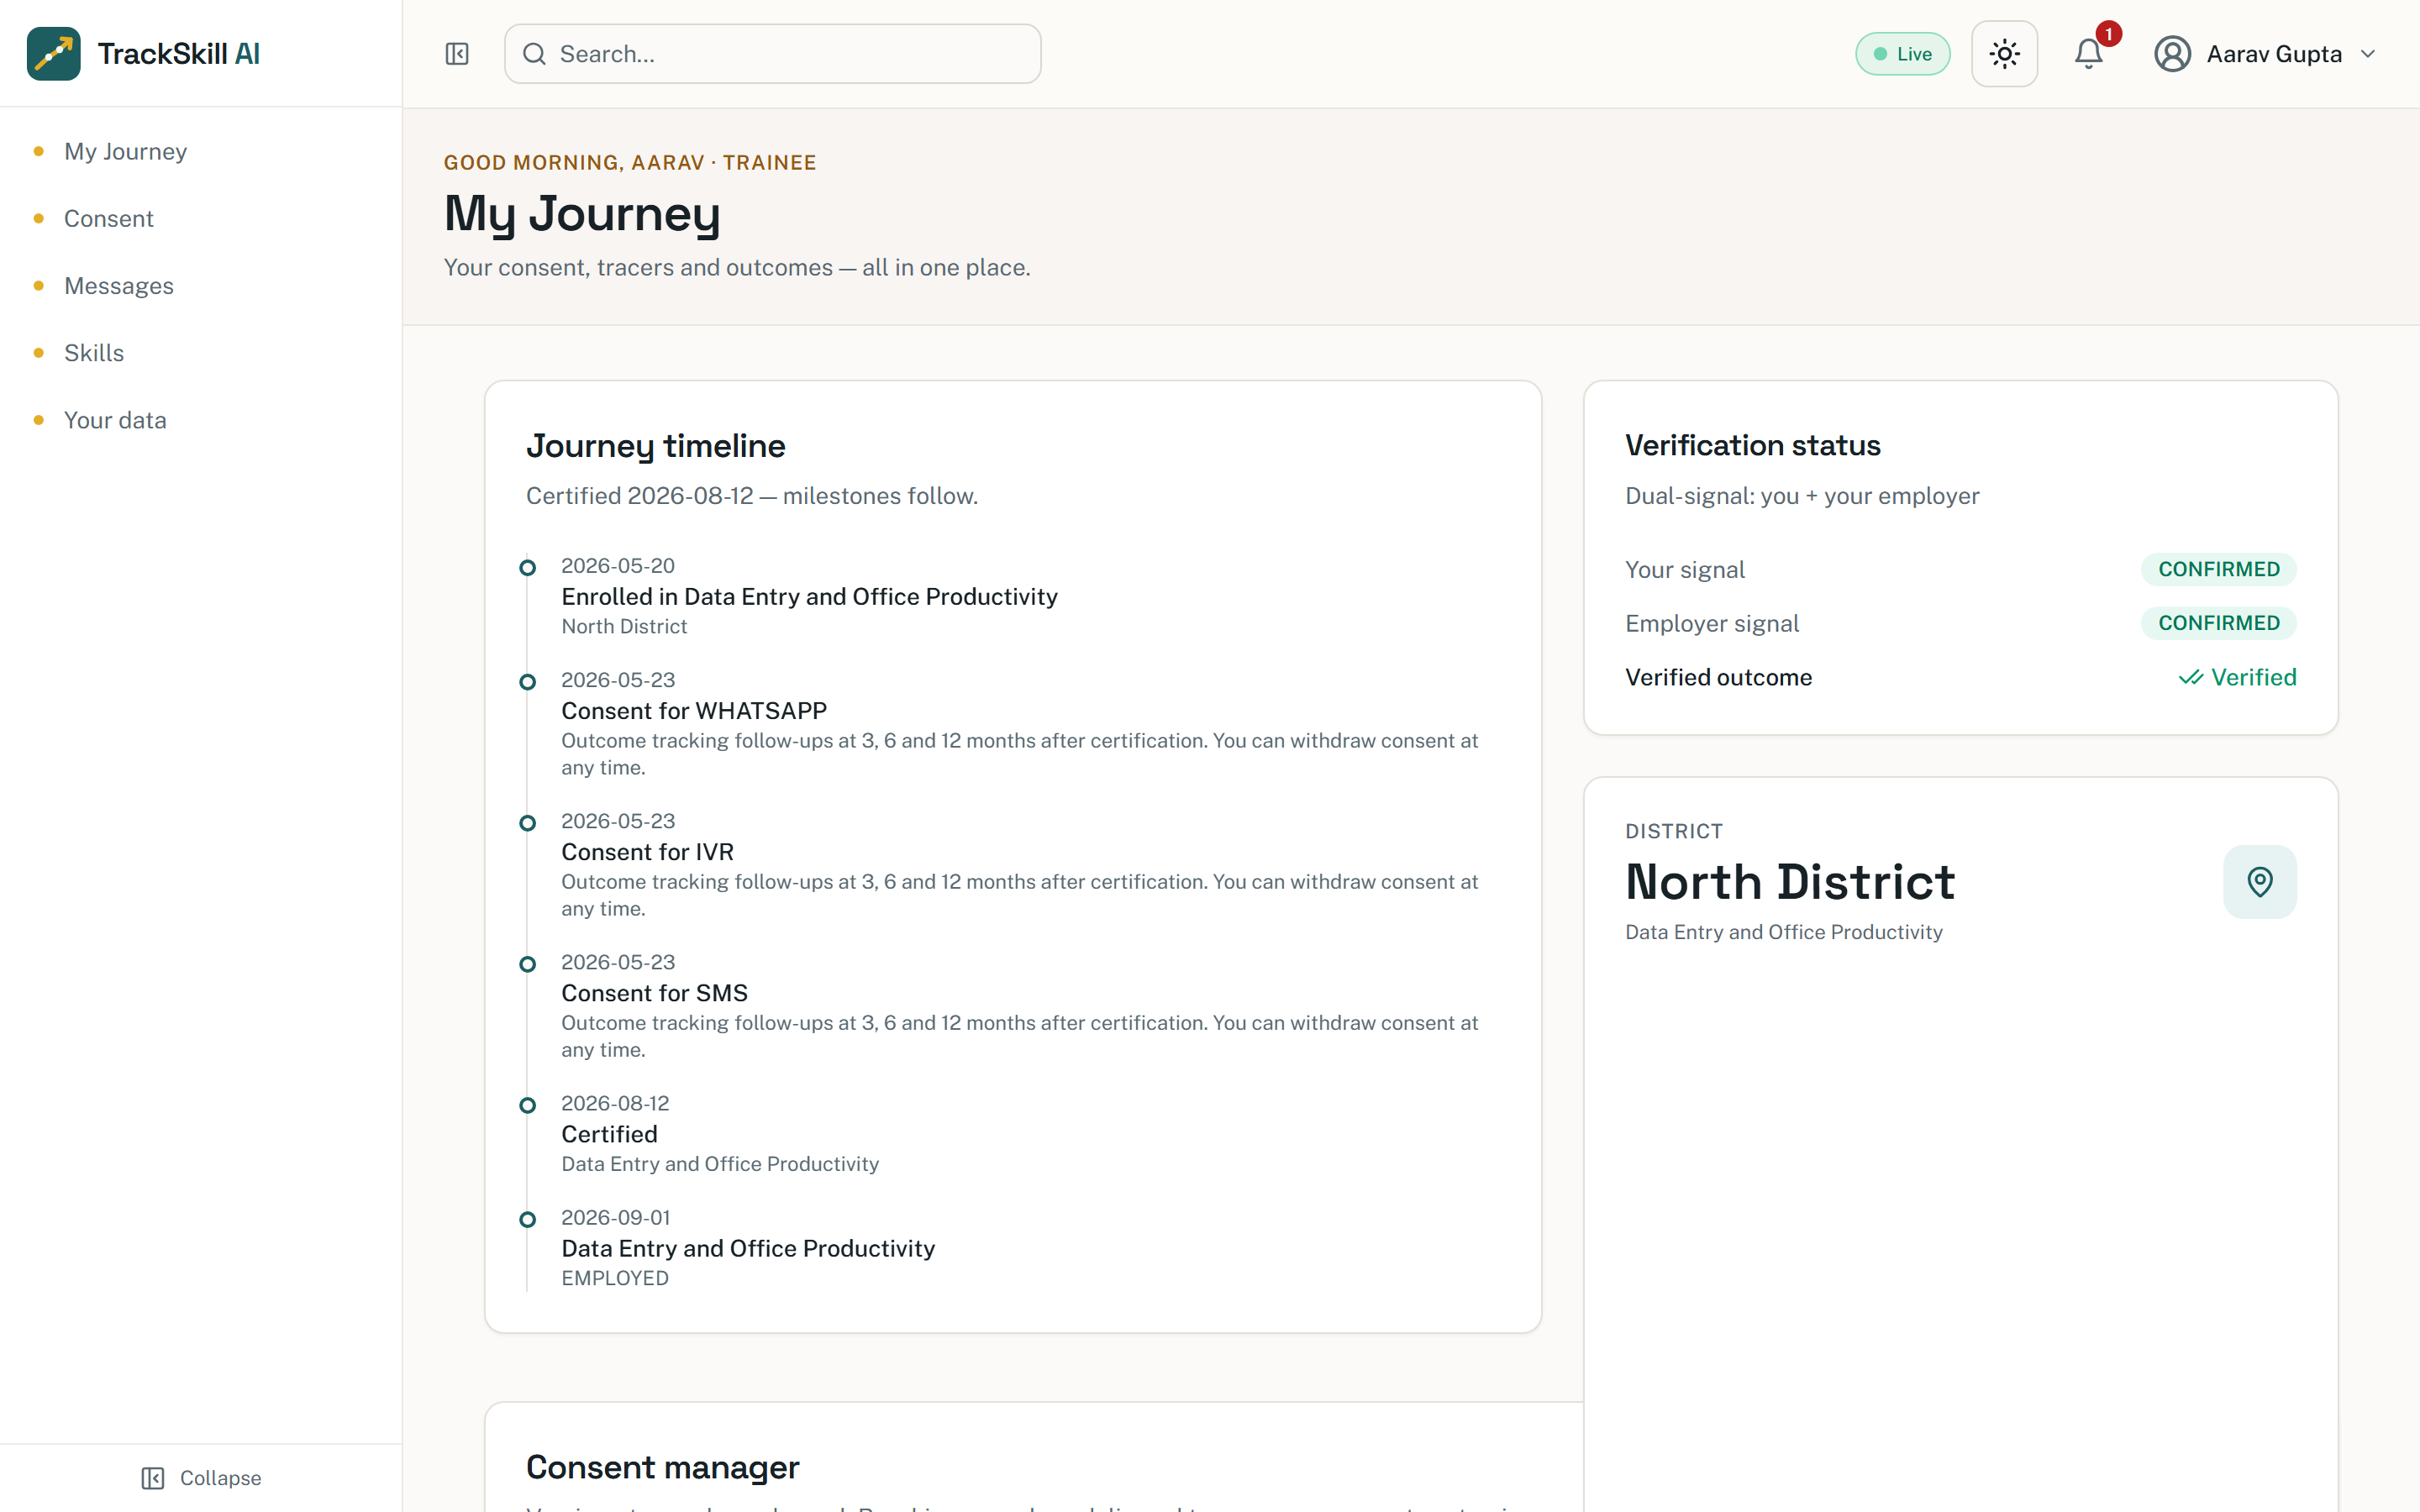 TrackSkill AI
Search...
Live
1
Aarav Gupta
My Journey
Consent
Messages
Skills
Your data
Collapse
GOOD MORNING, AARAV · TRAINEE
My Journey
Your consent, tracers and outcomes — all in one place.
Journey timeline
Certified 2026-08-12 — milestones follow.
2026-05-20
Enrolled in Data Entry and Office Productivity
North District
2026-05-23
Consent for WHATSAPP
Outcome tracking follow-ups at 3, 6 and 12 months after certification. You can withdraw consent at
any time.
2026-05-23
Consent for IVR
Outcome tracking follow-ups at 3, 6 and 12 months after certification. You can withdraw consent at
any time.
2026-05-23
Consent for SMS
Outcome tracking follow-ups at 3, 6 and 12 months after certification. You can withdraw consent at
any time.
2026-08-12
Certified
Data Entry and Office Productivity
2026-09-01
Data Entry and Office Productivity
EMPLOYED
Verification status
Dual-signal: you + your employer
Your signal
CONFIRMED
Employer signal
CONFIRMED
Verified outcome
Verified
DISTRICT
North District
Data Entry and Office Productivity
Consent manager